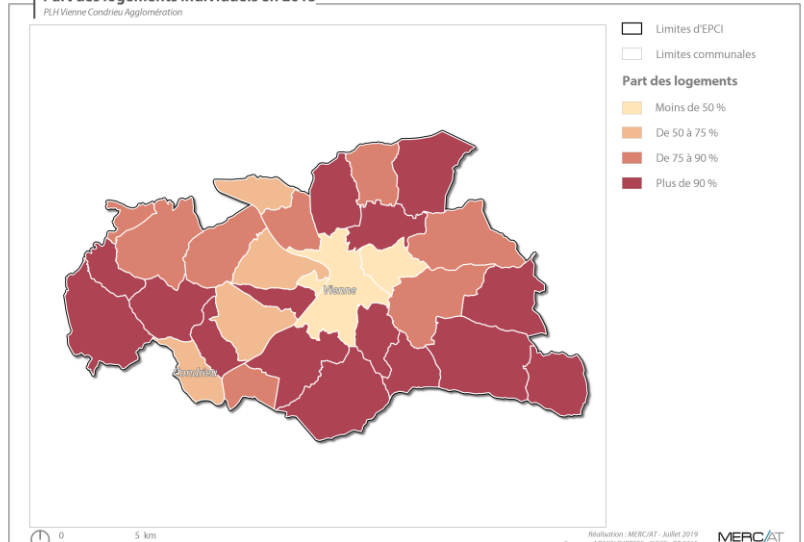 PLH Vienne Condrieu Agglomération
Limites d'EPCI
Limites communales
Part des logements
Moins de 50 %
De 50 à 75 %
De 75 à 90 %
Plus de 90 %
Vienne
Condrieu
0 5 km
Réalisation : MERC/AT - Juillet 2019
MERC/AT